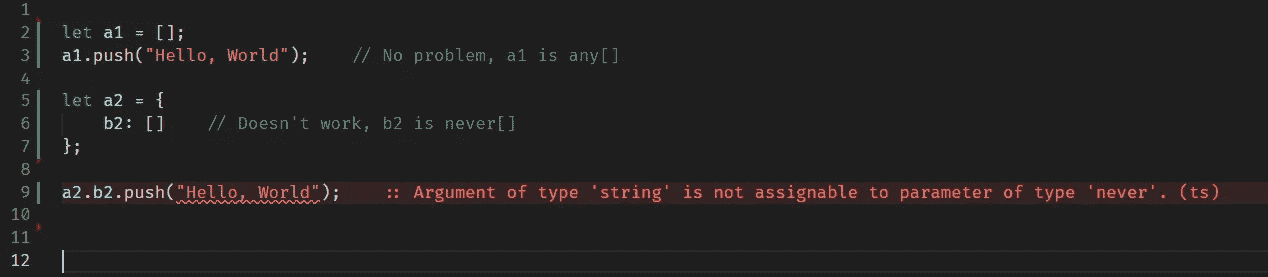 1
2 let a1 = [];
3 a1.push("Hello, World");    // No problem, a1 is any[]
4
5 let a2 = {
6     b2: []    // Doesn't work, b2 is never[]
7 };
8
9 a2.b2.push("Hello, World");    :: Argument of type 'string' is not assignable to parameter of type 'never'. (ts)
10
11
12